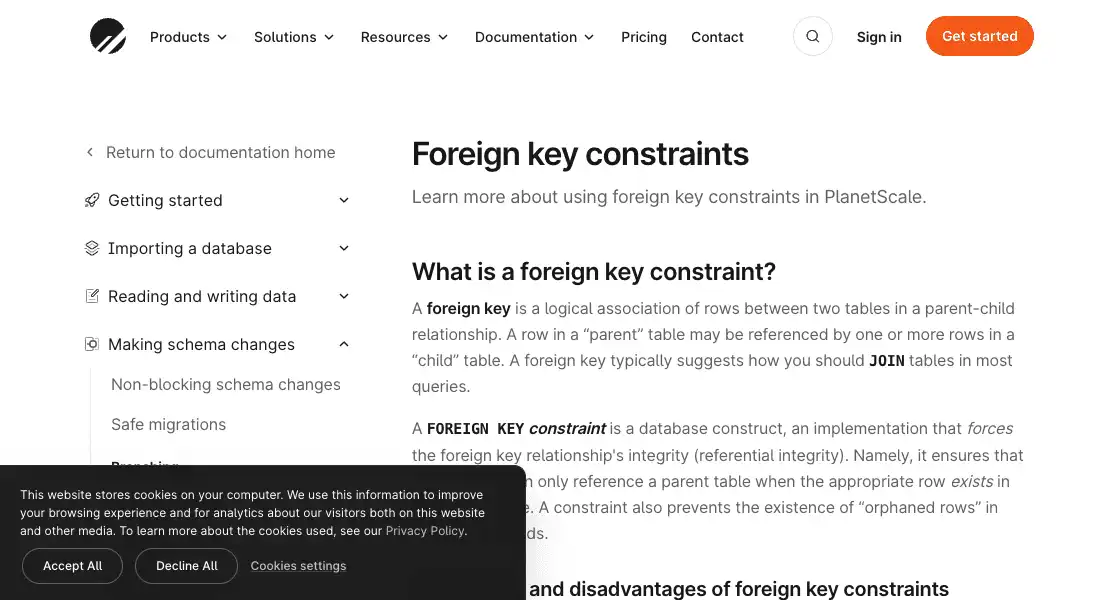 Products Solutions Resources Documentation Pricing Contact Sign in Get started
Return to documentation home
Getting started
Importing a database
Reading and writing data
Making schema changes
Non-blocking schema changes
Safe migrations
Foreign key constraints
Learn more about using foreign key constraints in PlanetScale.
What is a foreign key constraint?
A foreign key is a logical association of rows between two tables in a parent-child
relationship. A row in a “parent” table may be referenced by one or more rows in a
“child” table. A foreign key typically suggests how you should JOIN tables in most
queries.
A FOREIGN KEY constraint is a database construct, an implementation that forces
the foreign key relationship's integrity (referential integrity). Namely, it ensures that
only reference a parent table when the appropriate row exists in
A constraint also prevents the existence of “orphaned rows” in
and disadvantages of foreign key constraints
This website stores cookies on your computer. We use this information to improve
your browsing experience and for analytics about our visitors both on this website
and other media. To learn more about the cookies used, see our Privacy Policy.
Accept All Decline All Cookies settings